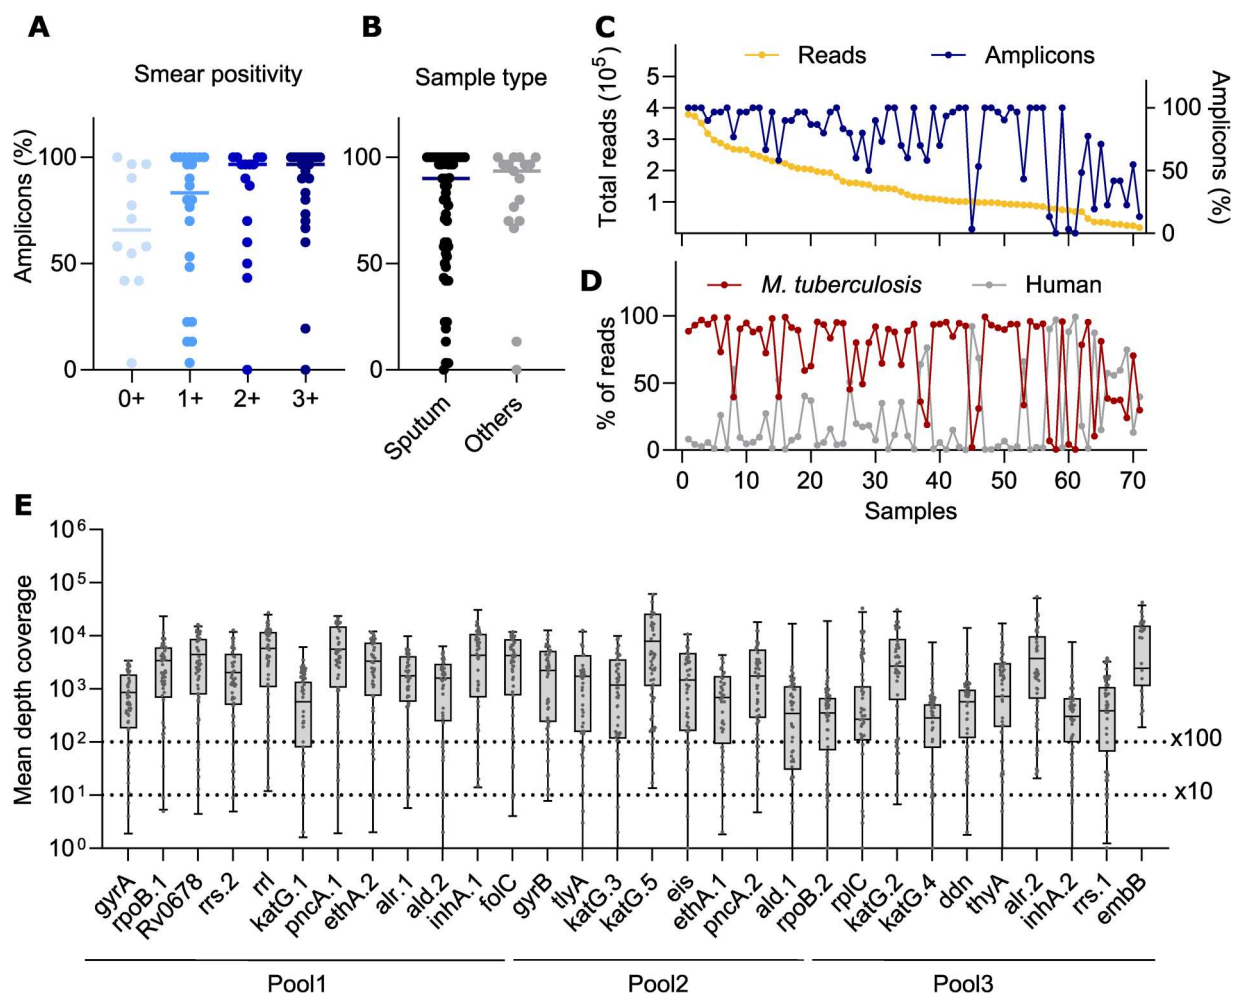 A
B
C
Smear positivity
Sample type
Reads
Amplicons
Amplicons (%)
100
50
0
0+
1+
2+
3+
100
50
0
Sputum
Others
Total reads (10⁵)
5
4
3
2
1
Amplicons (%)
100
50
0
D
M. tuberculosis
Human
% of reads
100
50
0
0
10
20
30
40
50
60
70
Samples
E
Mean depth coverage
10⁶
10⁵
10⁴
10³
10²
10¹
10⁰
x100
x10
gyrA
rpoB.1
Rv0678
rrs.2
rrl
katG.1
pncA.1
ethA.2
alr.1
ald.2
inhA.1
folC
gyrB
tlyA
katG.3
katG.5
eis
ethA.1
pncA.2
ald.1
rpoB.2
rplC
katG.2
katG.4
ddn
thyA
alr.2
inhA.2
rrs.1
embB
Pool1
Pool2
Pool3